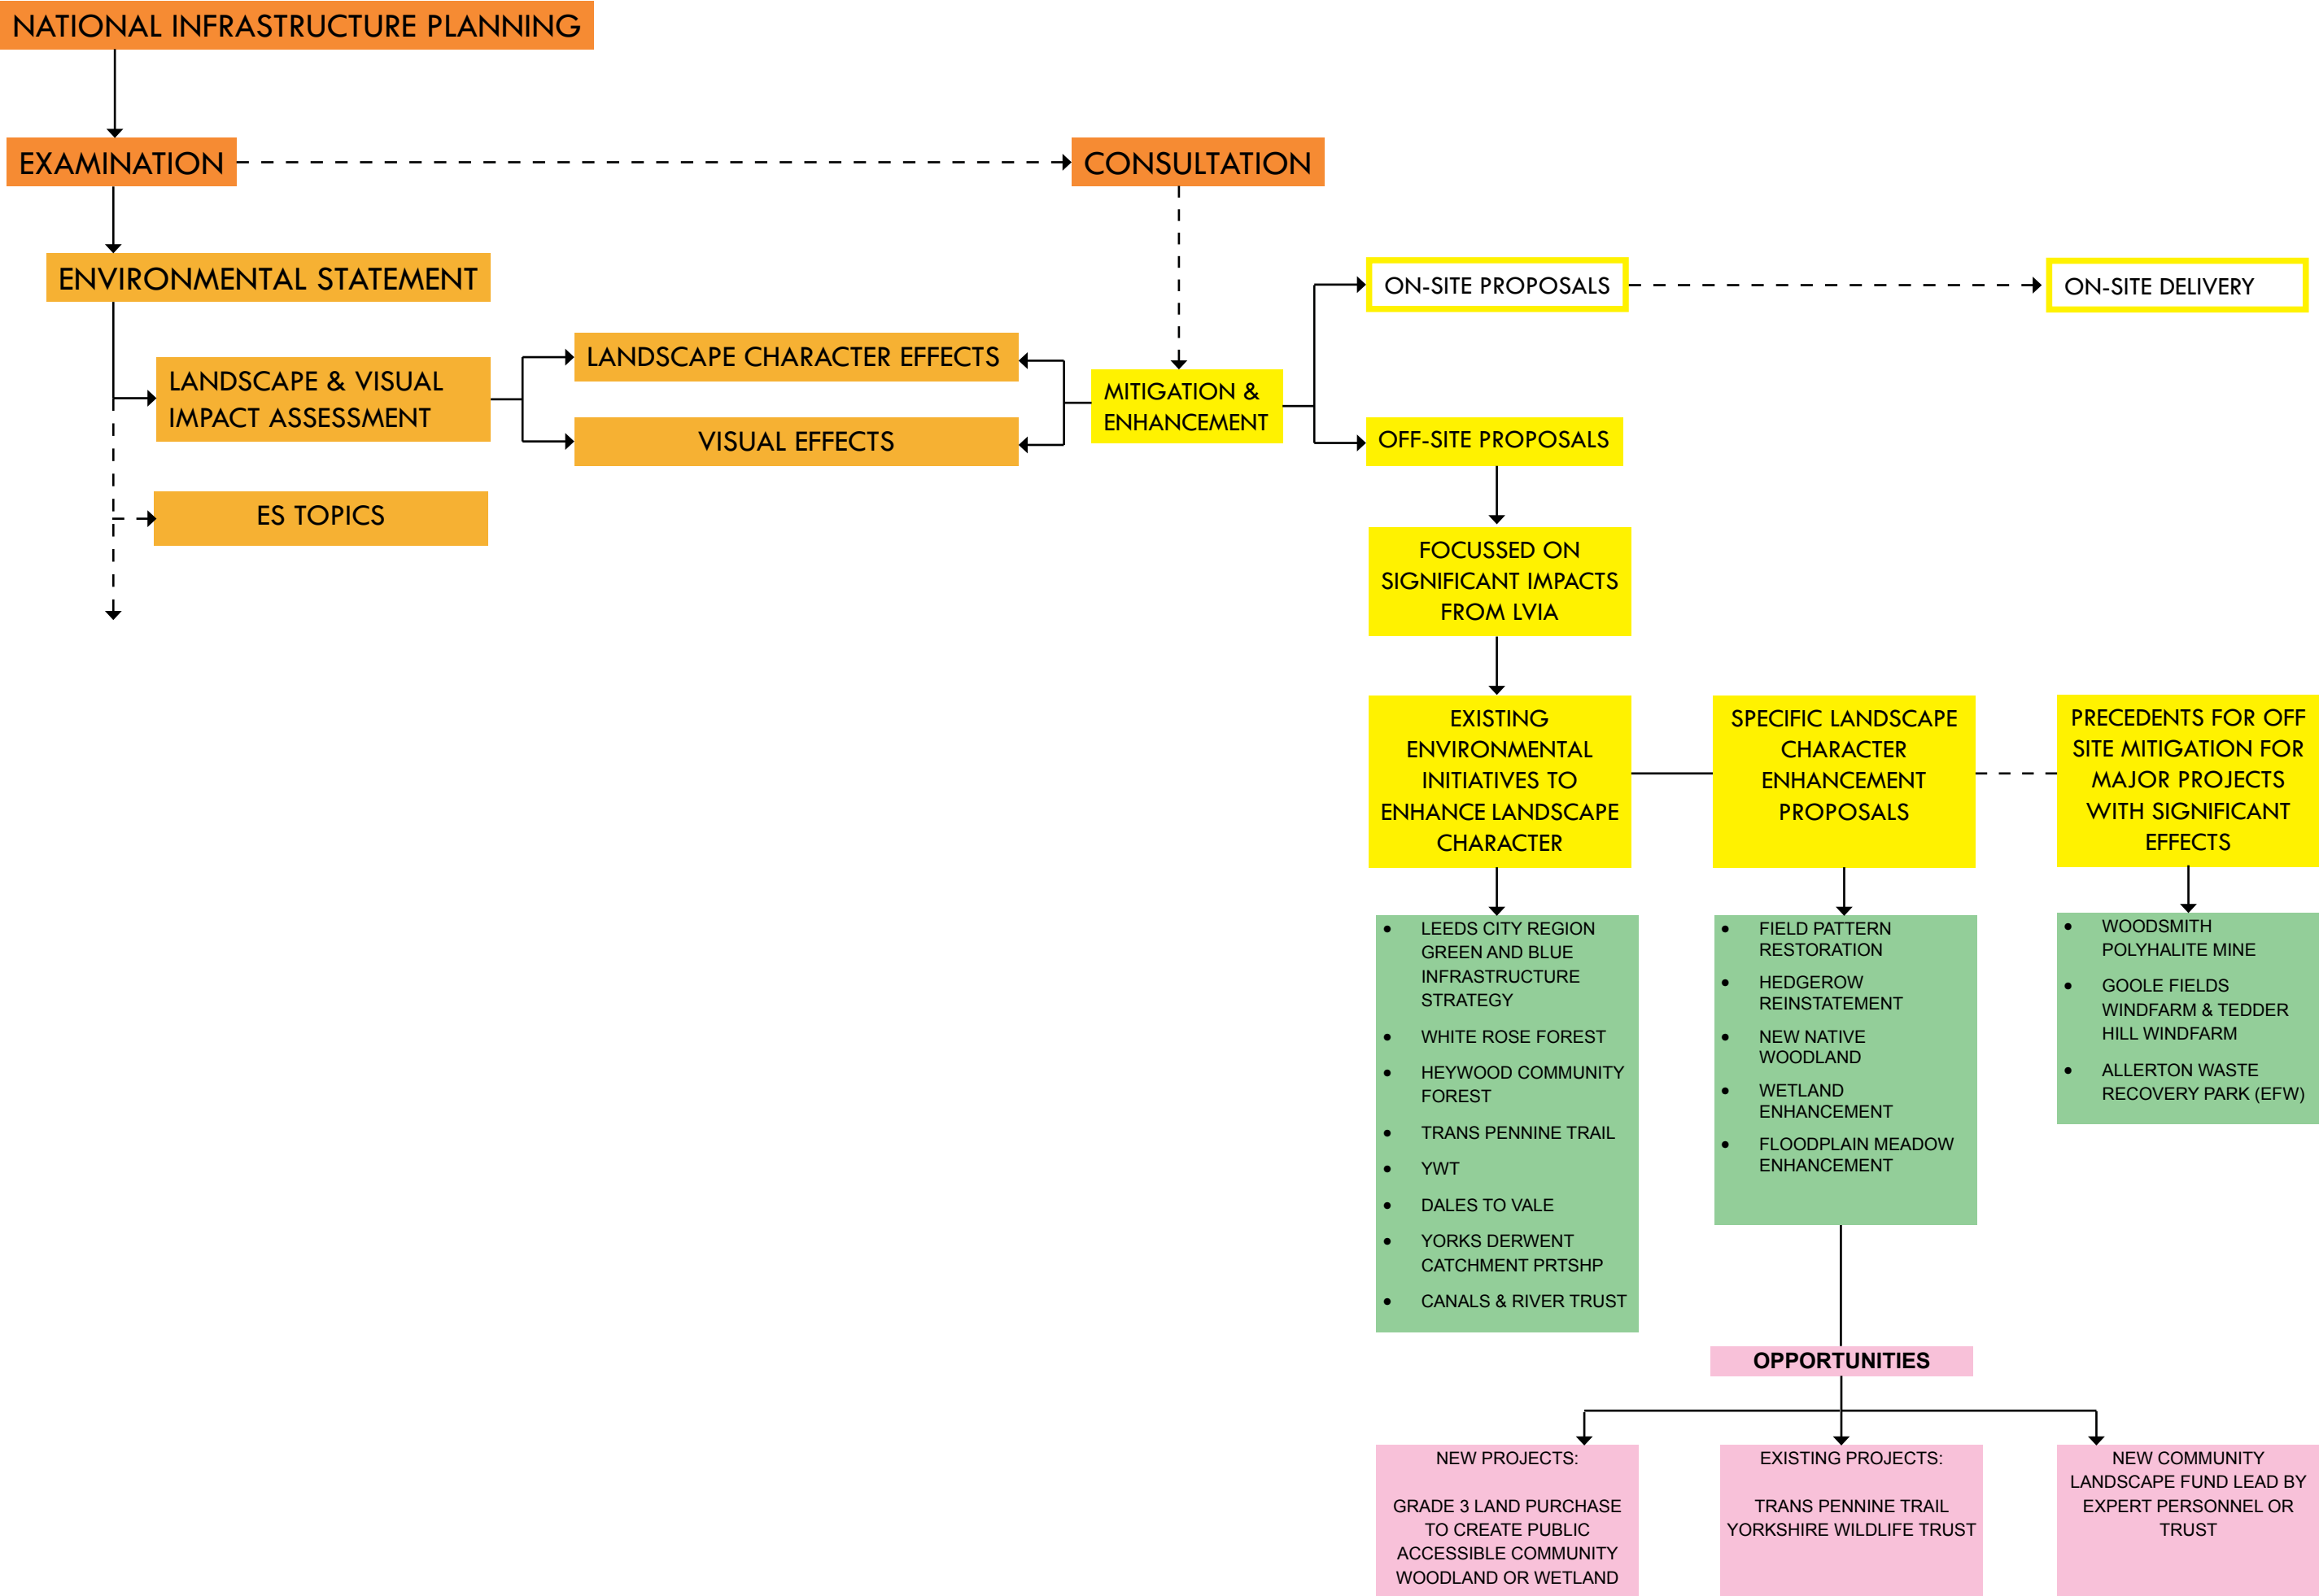 NATIONAL INFRASTRUCTURE PLANNING
EXAMINATION
CONSULTATION
ENVIRONMENTAL STATEMENT
ON-SITE PROPOSALS
ON-SITE DELIVERY
LANDSCAPE & VISUAL
IMPACT ASSESSMENT
LANDSCAPE CHARACTER EFFECTS
VISUAL EFFECTS
MITIGATION &
ENHANCEMENT
OFF-SITE PROPOSALS
ES TOPICS
FOCUSSED ON
SIGNIFICANT IMPACTS
FROM LVIA
EXISTING
ENVIRONMENTAL
INITIATIVES TO
ENHANCE LANDSCAPE
CHARACTER
SPECIFIC LANDSCAPE
CHARACTER
ENHANCEMENT
PROPOSALS
PRECEDENTS FOR OFF
SITE MITIGATION FOR
MAJOR PROJECTS
WITH SIGNIFICANT
EFFECTS
• LEEDS CITY REGION
GREEN AND BLUE
INFRASTRUCTURE
STRATEGY
• WHITE ROSE FOREST
• HEYWOOD COMMUNITY
FOREST
• TRANS PENNINE TRAIL
• YWT
• DALES TO VALE
• YORKS DERWENT
CATCHMENT PRTSHP
• CANALS & RIVER TRUST
• FIELD PATTERN
RESTORATION
• HEDGEROW
REINSTATEMENT
• NEW NATIVE
WOODLAND
• WETLAND
ENHANCEMENT
• FLOODPLAIN MEADOW
ENHANCEMENT
• WOODSMITH
POLYHALITE MINE
• GOOLE FIELDS
WINDFARM & TEDDER
HILL WINDFARM
• ALLERTON WASTE
RECOVERY PARK (EFW)
OPPORTUNITIES
NEW PROJECTS:
GRADE 3 LAND PURCHASE
TO CREATE PUBLIC
ACCESSIBLE COMMUNITY
WOODLAND OR WETLAND
EXISTING PROJECTS:
TRANS PENNINE TRAIL
YORKSHIRE WILDLIFE TRUST
NEW COMMUNITY
LANDSCAPE FUND LEAD BY
EXPERT PERSONNEL OR
TRUST